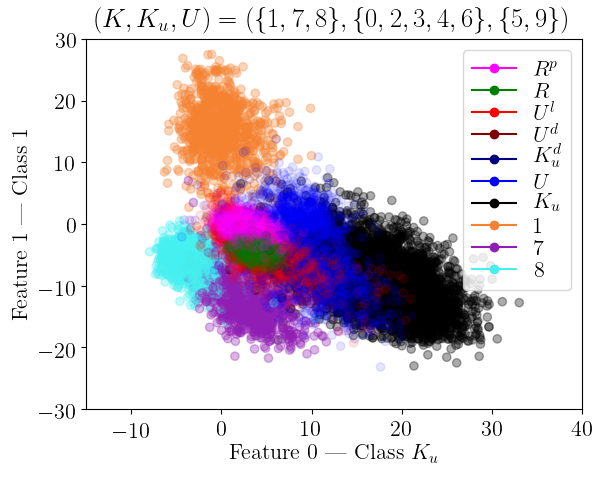 (K, K_u, U) = ({1, 7, 8}, {0, 2, 3, 4, 6}, {5, 9})
30
20
10
0
−10
−20
−30
Feature 1 — Class 1
R^p
R
U^l
U^d
K_u^d
U
K_u
1
7
8
−10
0
10
20
30
40
Feature 0 — Class K_u